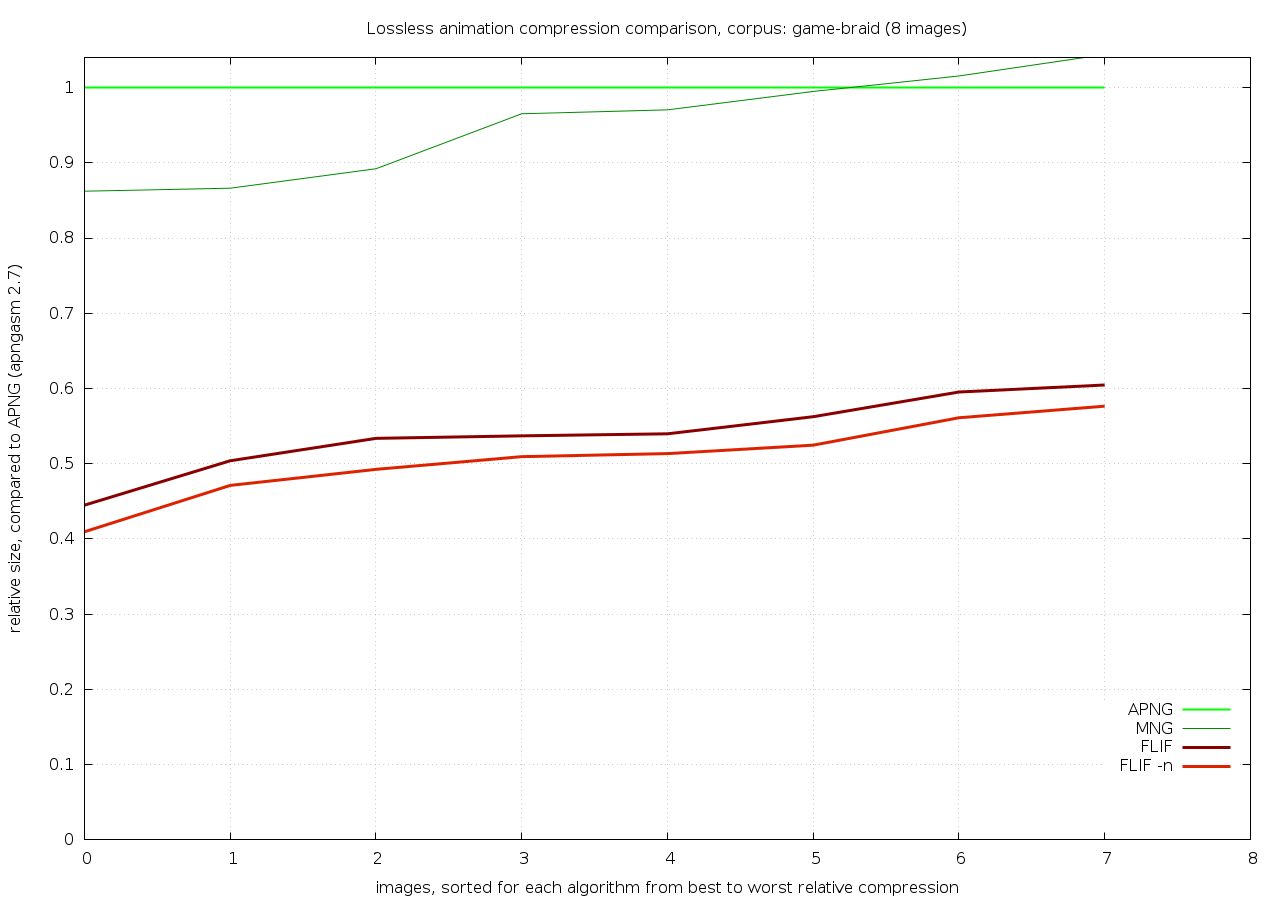 Lossless animation compression comparison, corpus: game-braid (8 images)
relative size, compared to APNG (apngasm 2.7)
1
0.9
0.8
0.7
0.6
0.5
0.4
0.3
0.2
0.1
0
APNG
MNG
FLIF
FLIF -n
0 1 2 3 4 5 6 7 8
images, sorted for each algorithm from best to worst relative compression